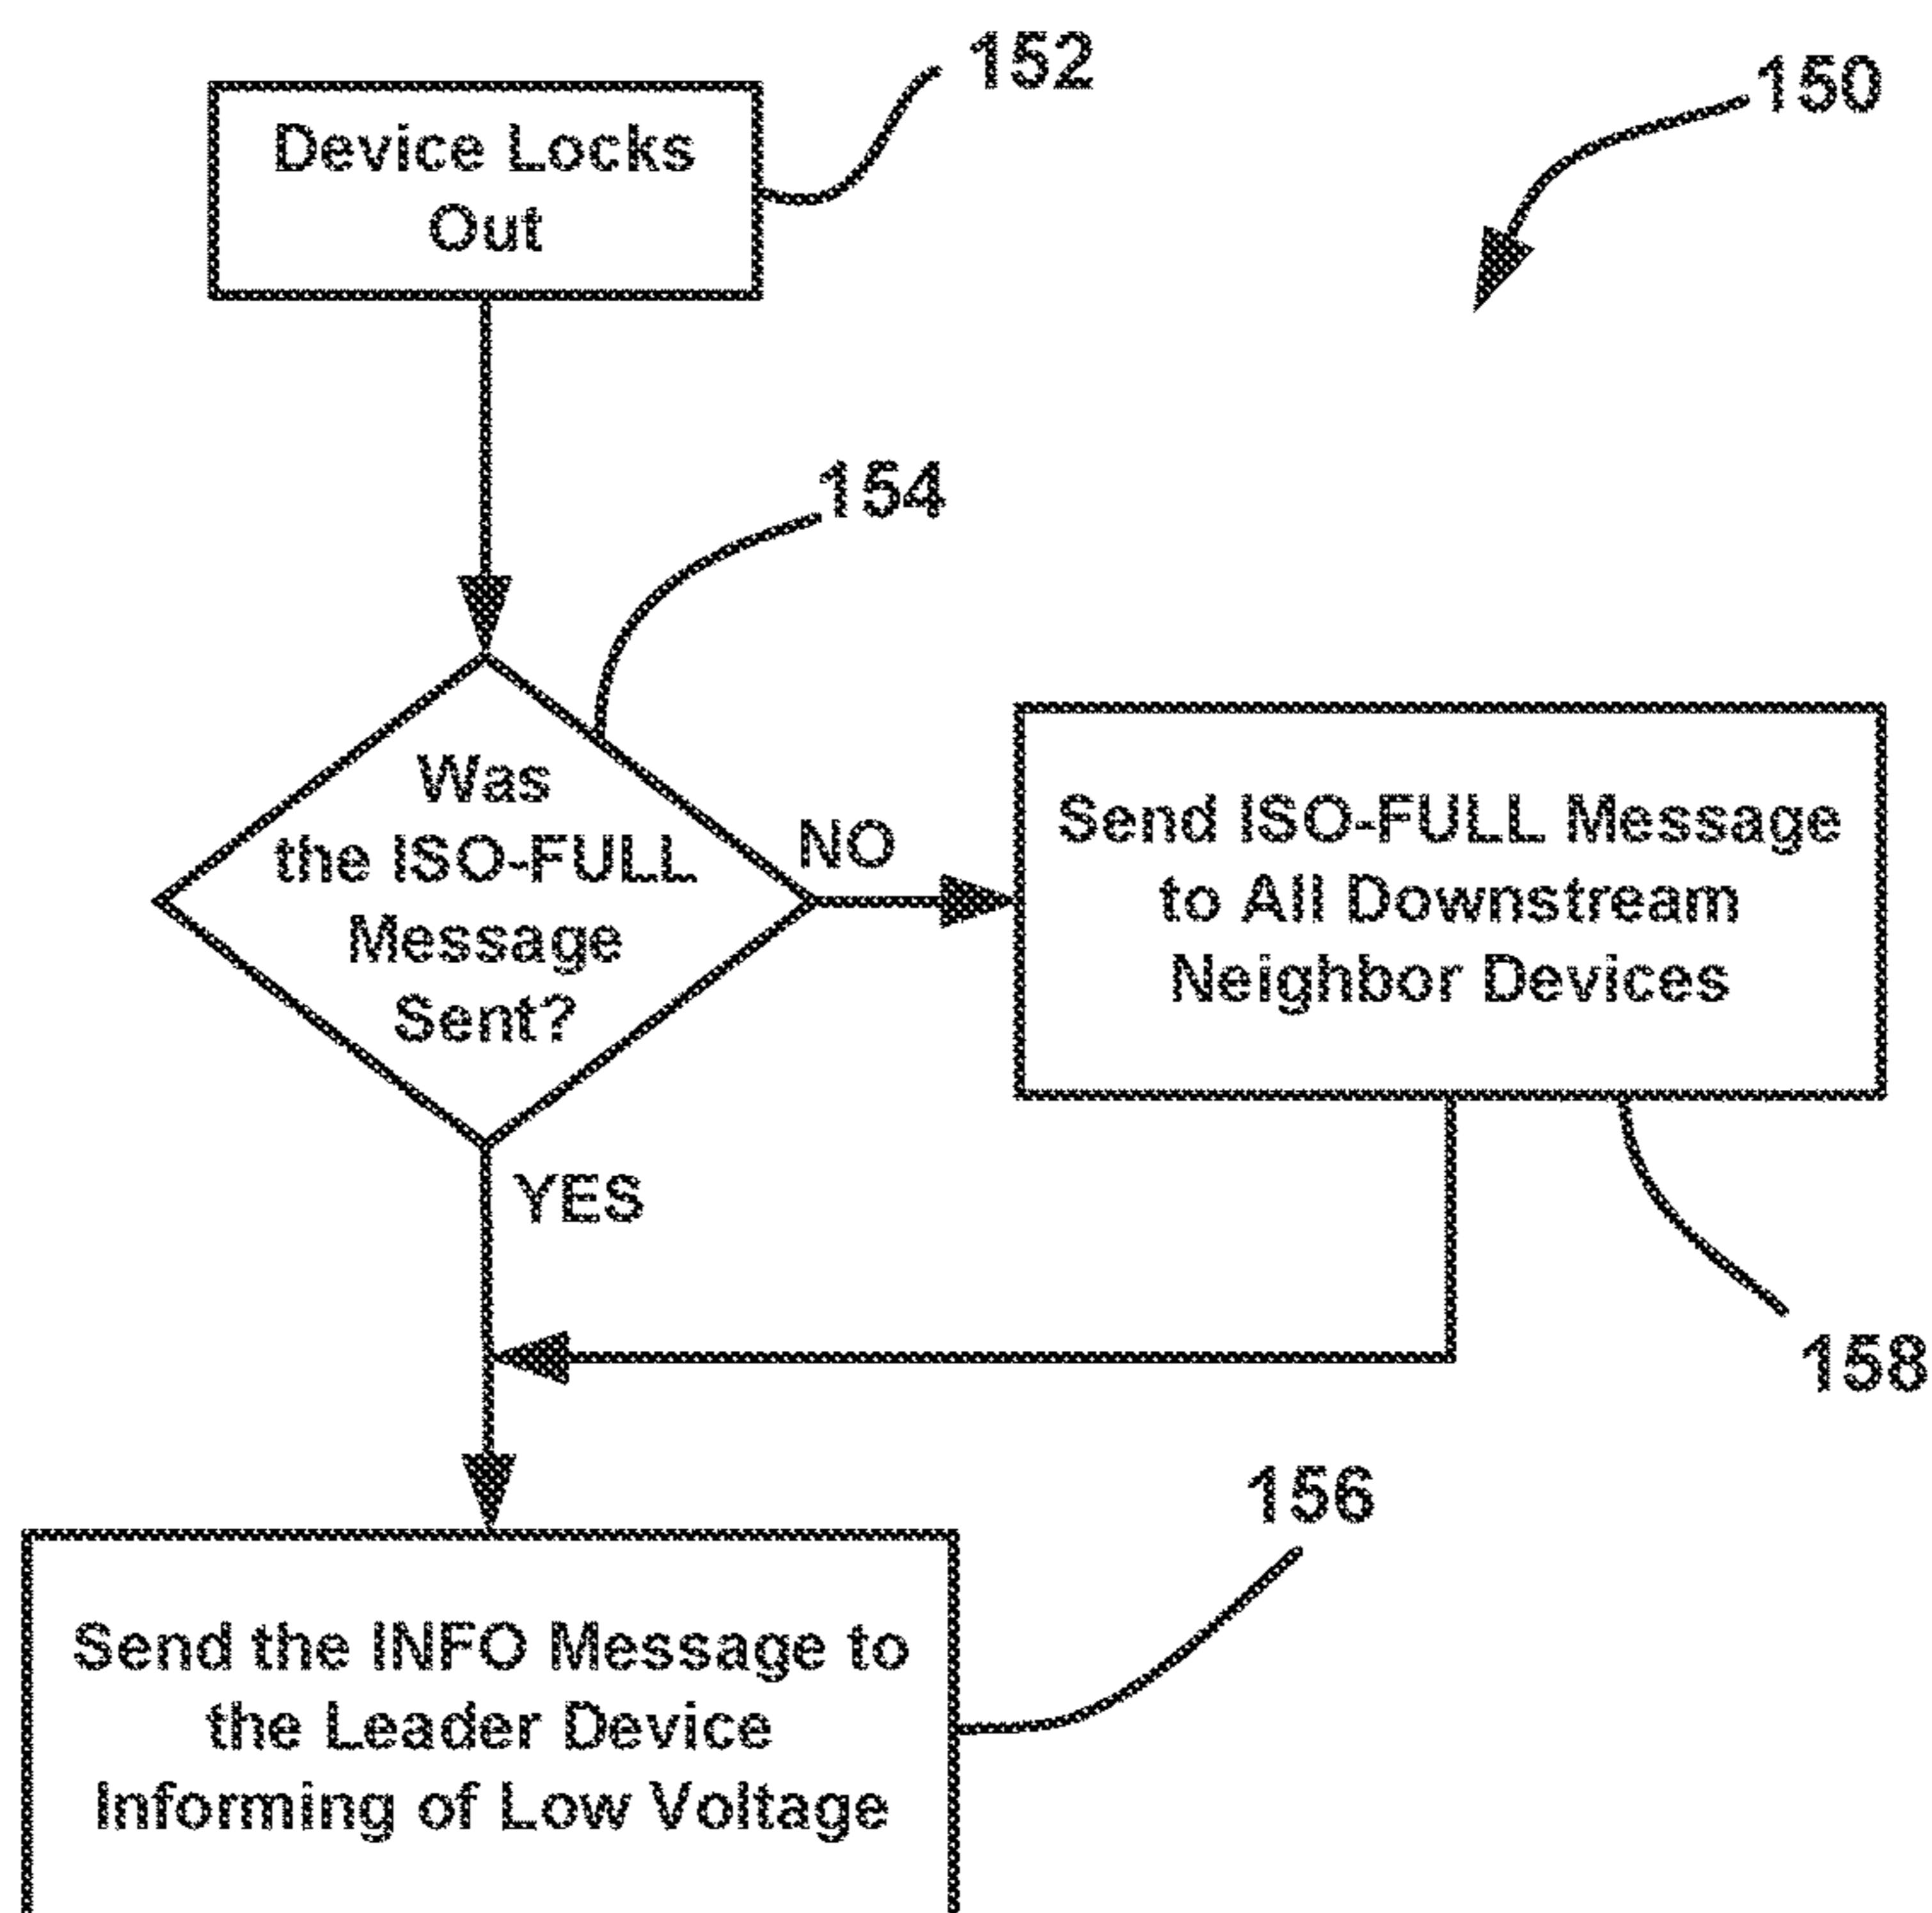 152
150
Device Locks
Out
154
Was
the ISO-FULL
Message
Sent?
NO
Send ISO-FULL Message
to All Downstream
Neighbor Devices
YES
158
156
Send the INFO Message to
the Leader Device
Informing of Low Voltage